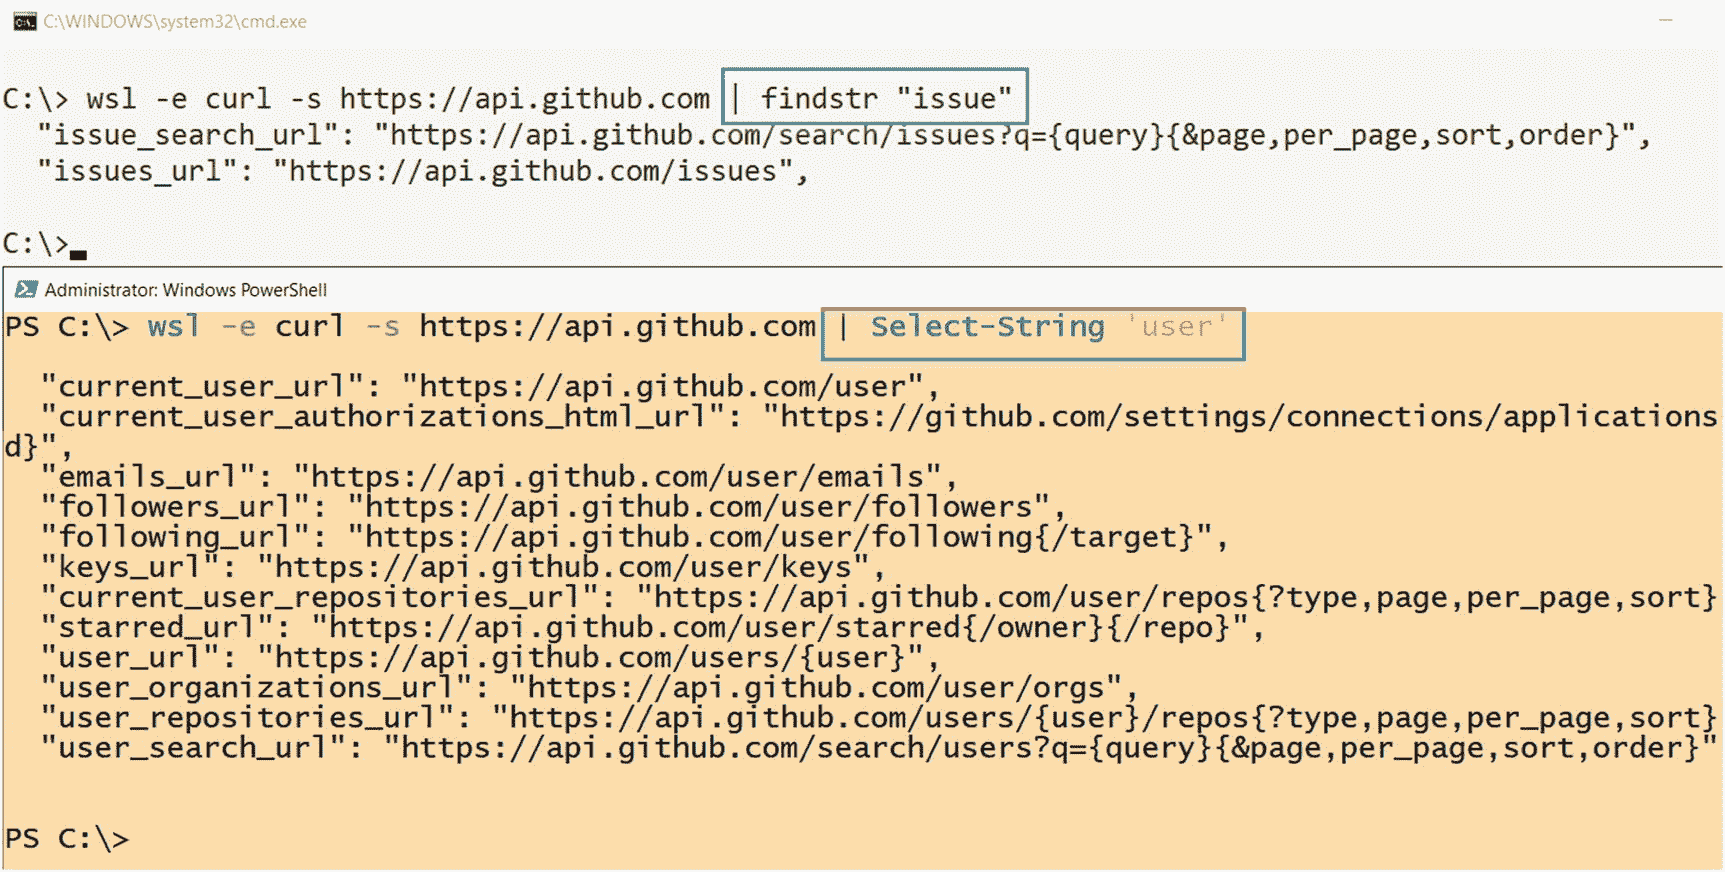 C:\WINDOWS\system32\cmd.exe
C:\> wsl -e curl -s https://api.github.com | findstr "issue"
  "issue_search_url": "https://api.github.com/search/issues?q={query}{&page,per_page,sort,order}",
  "issues_url": "https://api.github.com/issues",
C:\>
Administrator: Windows PowerShell
PS C:\> wsl -e curl -s https://api.github.com | Select-String 'user'
  "current_user_url": "https://api.github.com/user",
  "current_user_authorizations_html_url": "https://github.com/settings/connections/applications
d}",
  "emails_url": "https://api.github.com/user/emails",
  "followers_url": "https://api.github.com/user/followers",
  "following_url": "https://api.github.com/user/following{/target}",
  "keys_url": "https://api.github.com/user/keys",
  "current_user_repositories_url": "https://api.github.com/user/repos{?type,page,per_page,sort}
  "starred_url": "https://api.github.com/user/starred{/owner}{/repo}",
  "user_url": "https://api.github.com/users/{user}",
  "user_organizations_url": "https://api.github.com/user/orgs",
  "user_repositories_url": "https://api.github.com/users/{user}/repos{?type,page,per_page,sort}
  "user_search_url": "https://api.github.com/search/users?q={query}{&page,per_page,sort,order}"
PS C:\>